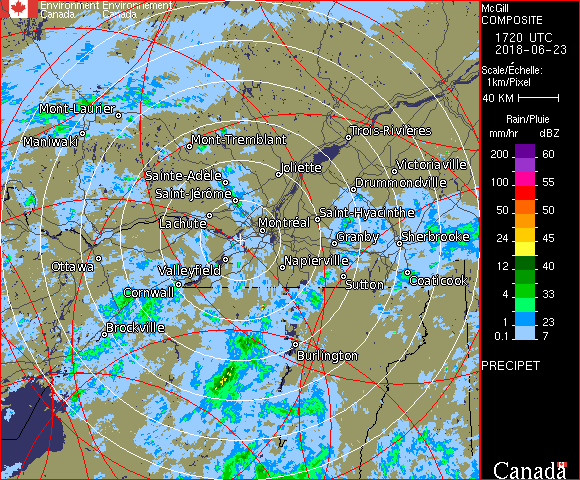 Environment Environnement
Canada Canada
McGill
COMPOSITE
1720 UTC
2018-06-23
Scale/Échelle:
1km/Pixel
40 KM
Rain/Pluie
mm/hr dBZ
200 60
100 55
50 50
24 45
12 40
4 33
1 23
0.1 7
PRECIPET
Canada
Mont-Laurier
Maniwaki
Mont-Tremblant
Trois-Rivières
Joliette
Victoriaville
Sainte-Adèle
Drummondville
Saint-Jérôme
Saint-Hyacinthe
Lachute
Montréal
Granby
Sherbrooke
Ottawa
Valleyfield
Napierville
Cornwall
Sutton
Coaticook
Brockville
Burlington